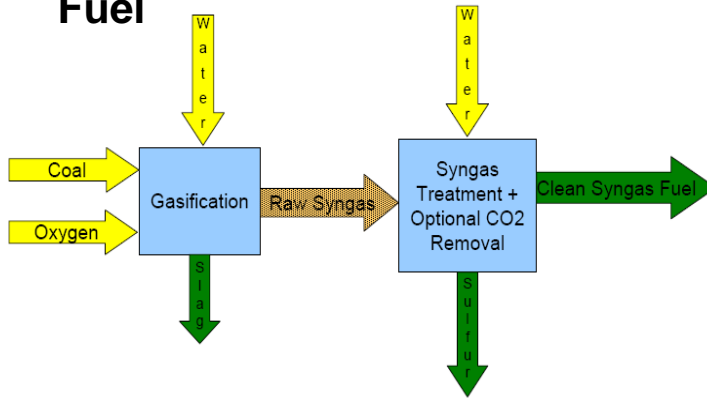 Fuel
Water
Water
Coal
Oxygen
Gasification
Raw Syngas
Syngas
Treatment +
Optional CO2
Removal
Clean Syngas Fuel
Slag
Sulfur